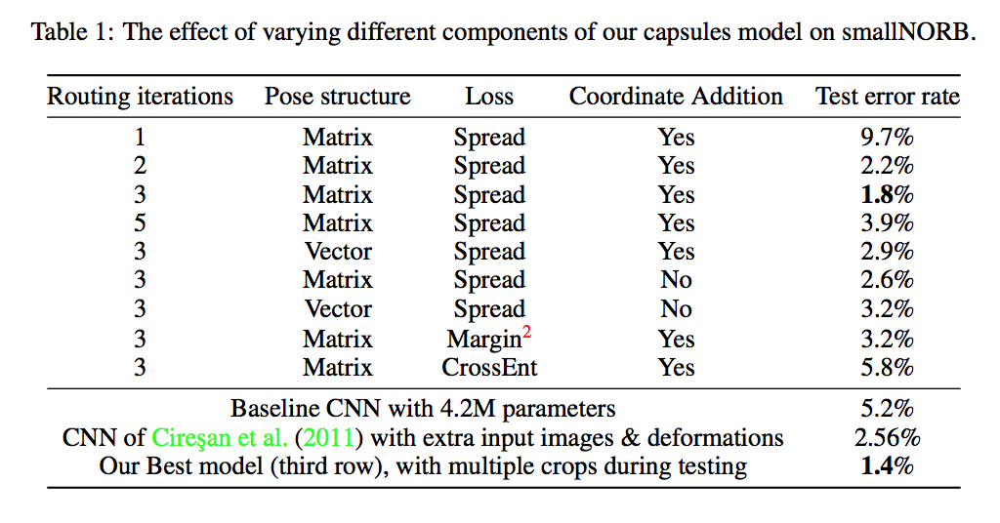 Table 1: The effect of varying different components of our capsules model on smallNORB.
Routing iterations Pose structure Loss Coordinate Addition Test error rate
1 Matrix Spread Yes 9.7%
2 Matrix Spread Yes 2.2%
3 Matrix Spread Yes 1.8%
5 Matrix Spread Yes 3.9%
3 Vector Spread Yes 2.9%
3 Matrix Spread No 2.6%
3 Vector Spread No 3.2%
3 Matrix Margin2 Yes 3.2%
3 Matrix CrossEnt Yes 5.8%
Baseline CNN with 4.2M parameters 5.2%
CNN of Cireşan et al. (2011) with extra input images & deformations 2.56%
Our Best model (third row), with multiple crops during testing 1.4%